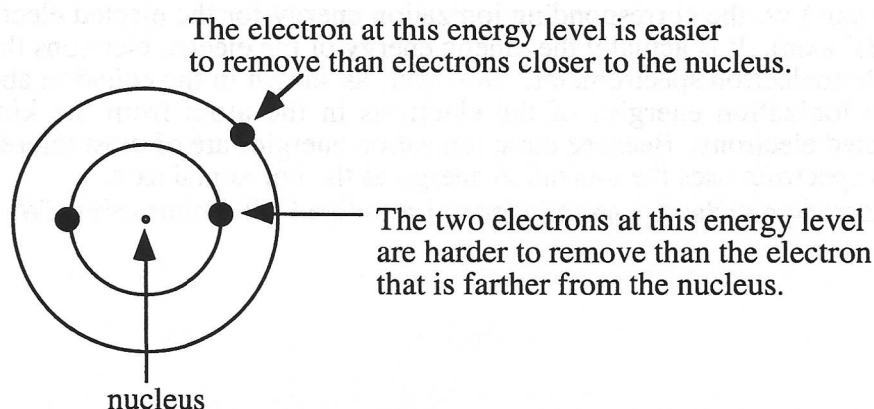 The electron at this energy level is easier
to remove than electrons closer to the nucleus.
The two electrons at this energy level
are harder to remove than the electron
that is farther from the nucleus.
nucleus